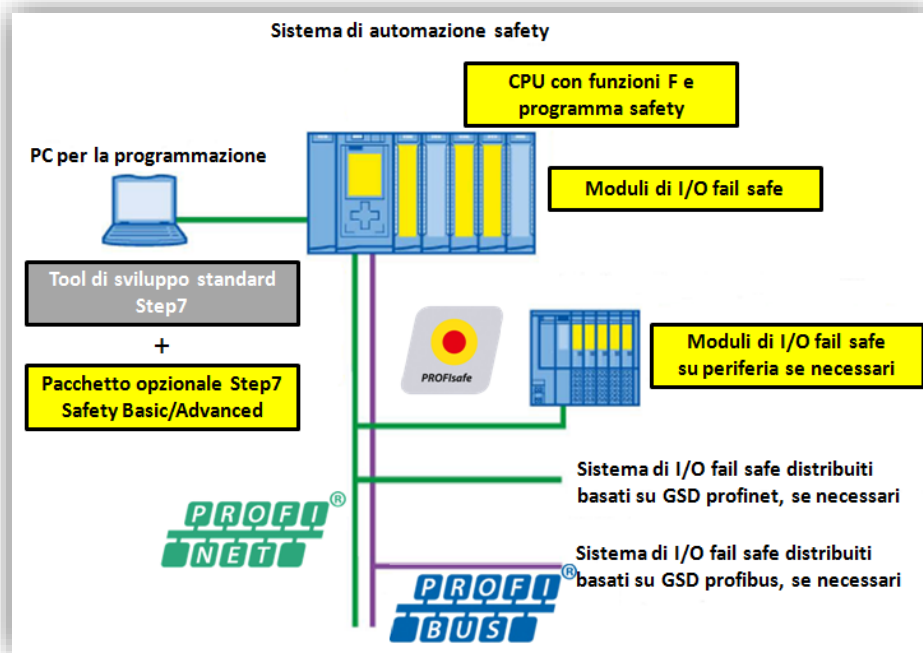 Sistema di automazione safety
CPU con funzioni F e
programma safety
PC per la programmazione
Moduli di I/O fail safe
Tool di sviluppo standard
Step7
+
Pacchetto opzionale Step7
Safety Basic/Advanced
PROFIsafe
Moduli di I/O fail safe
su periferia se necessari
Sistema di I/O fail safe distribuiti
basati su GSD profinet, se necessari
PROFI®
NET
Sistema di I/O fail safe distribuiti
basati su GSD profibus, se necessari
PROFI®
BUS